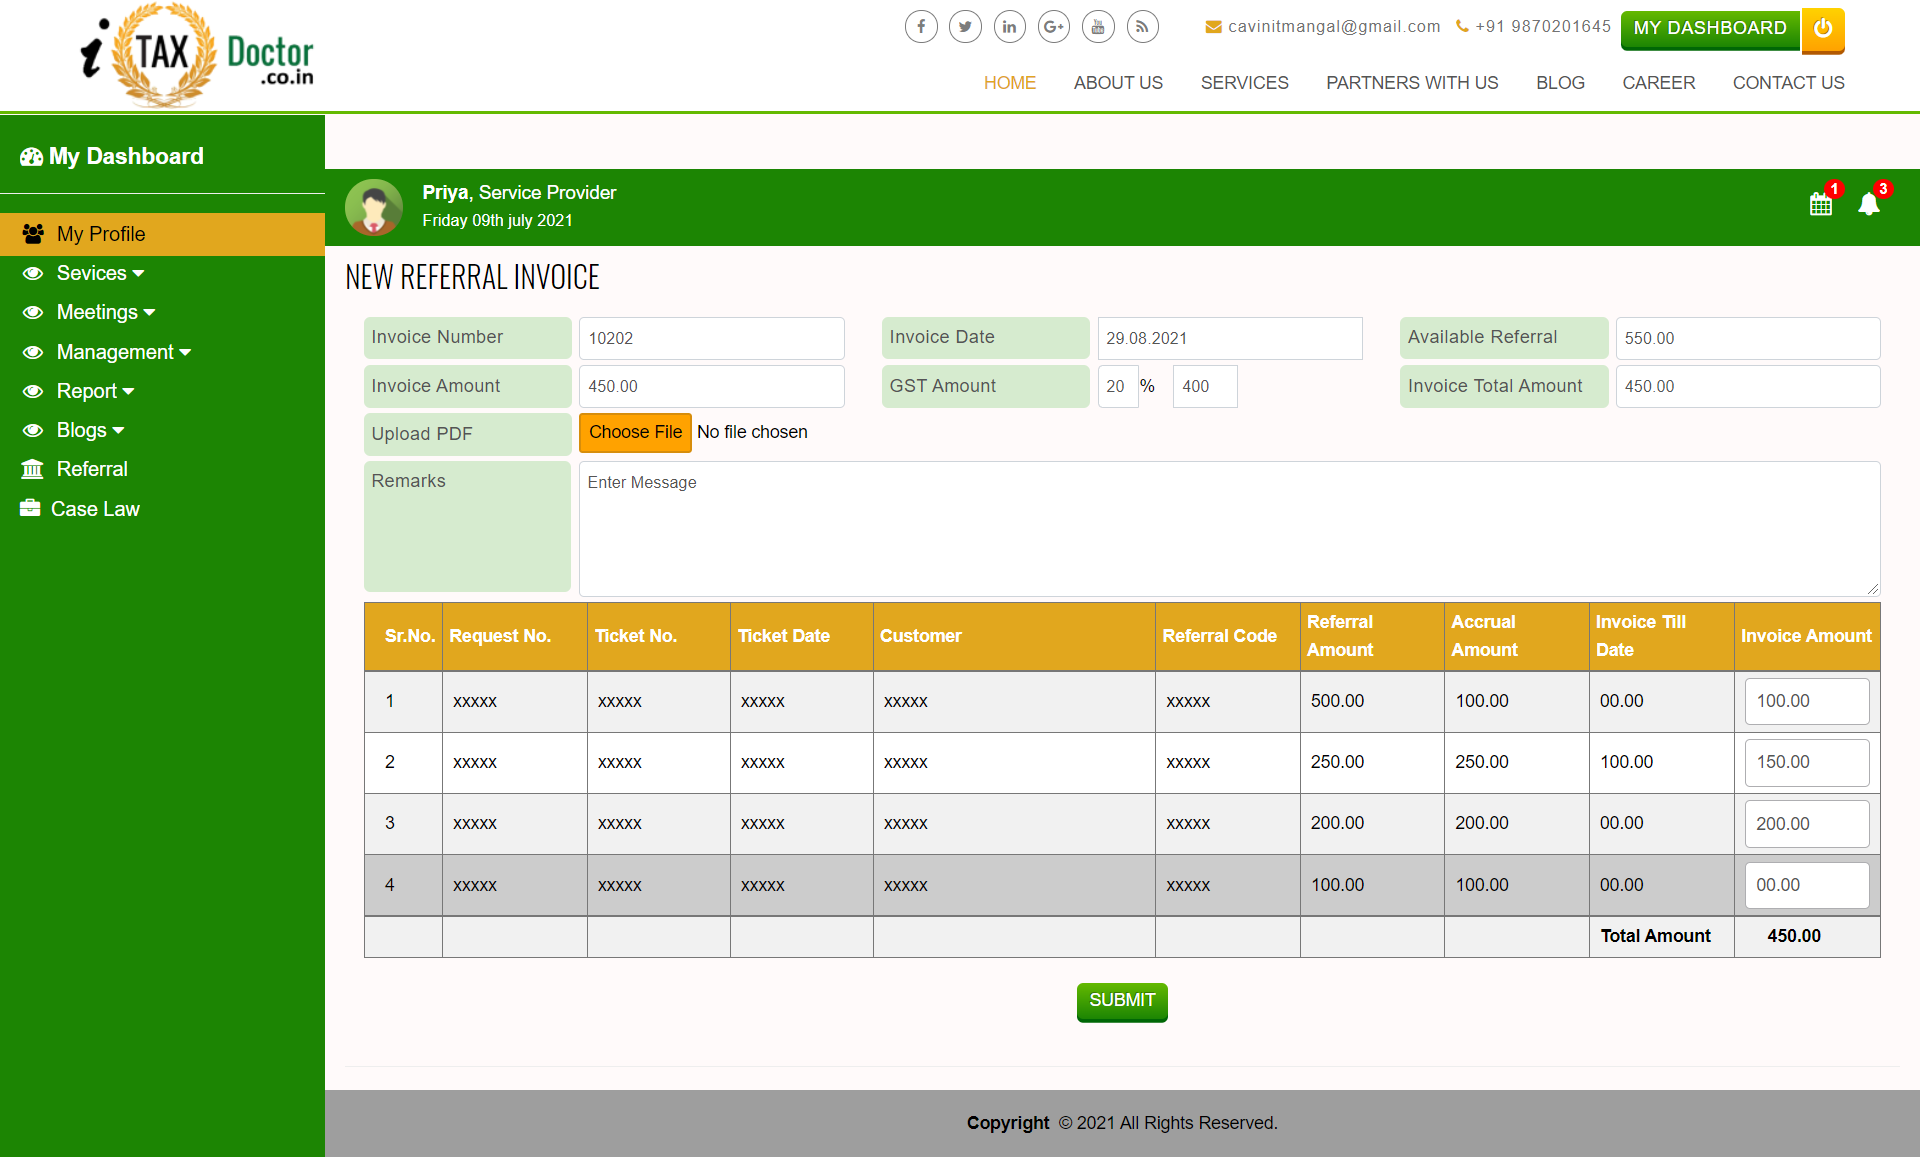 i TAX Doctor
.co.in
cavinitmangal@gmail.com +91 9870201645 MY DASHBOARD
HOME ABOUT US SERVICES PARTNERS WITH US BLOG CAREER CONTACT US
My Dashboard
My Profile
Sevices
Meetings
Management
Report
Blogs
Referral
Case Law
Priya, Service Provider
Friday 09th july 2021
1 3
NEW REFERRAL INVOICE
Invoice Number 10202 Invoice Date 29.08.2021 Available Referral 550.00
Invoice Amount 450.00 GST Amount 20 % 400 Invoice Total Amount 450.00
Upload PDF Choose File No file chosen
Remarks Enter Message
Sr.No. Request No. Ticket No. Ticket Date Customer Referral Code Referral Amount Accrual Amount Invoice Till Date Invoice Amount
1 xxxxx xxxxx xxxxx xxxxx xxxxx 500.00 100.00 00.00 100.00
2 xxxxx xxxxx xxxxx xxxxx xxxxx 250.00 250.00 100.00 150.00
3 xxxxx xxxxx xxxxx xxxxx xxxxx 200.00 200.00 00.00 200.00
4 xxxxx xxxxx xxxxx xxxxx xxxxx 100.00 100.00 00.00 00.00
Total Amount 450.00
SUBMIT
Copyright © 2021 All Rights Reserved.